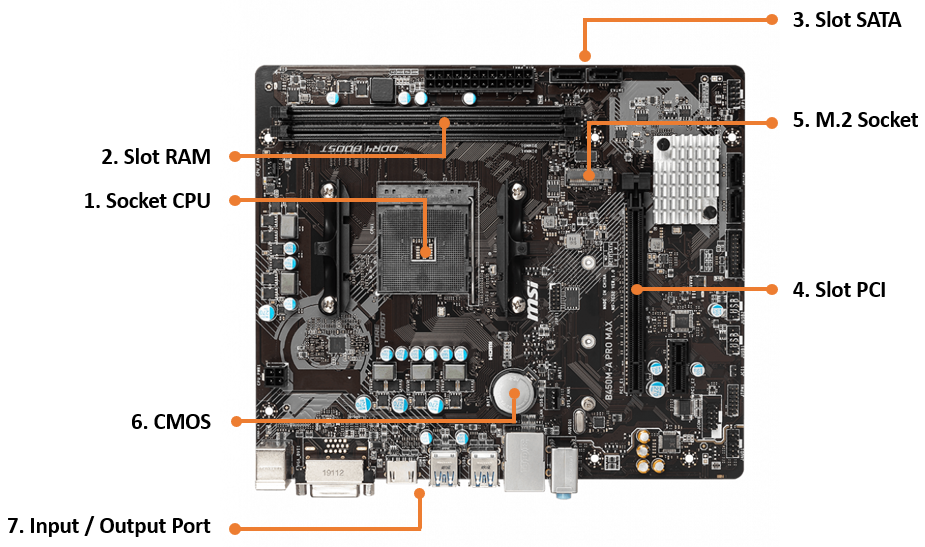 3. Slot SATA
5. M.2 Socket
2. Slot RAM
DDR4 BOOST
1. Socket CPU
4. Slot PCI
msi
B450M-A PRO MAX
6. CMOS
19112
7. Input / Output Port